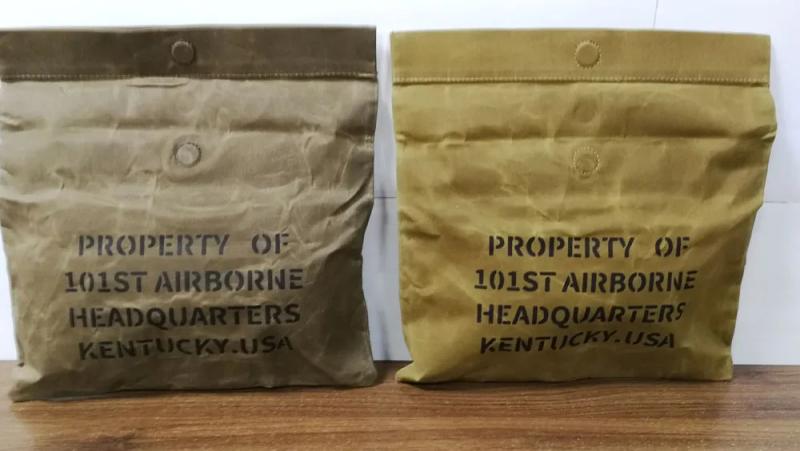 PROPERTY OF
101ST AIRBORNE
HEADQUARTERS
KENTUCKY.USA
PROPERTY OF
101ST AIRBORNE
HEADQUARTERS
KENTUCKY.USA